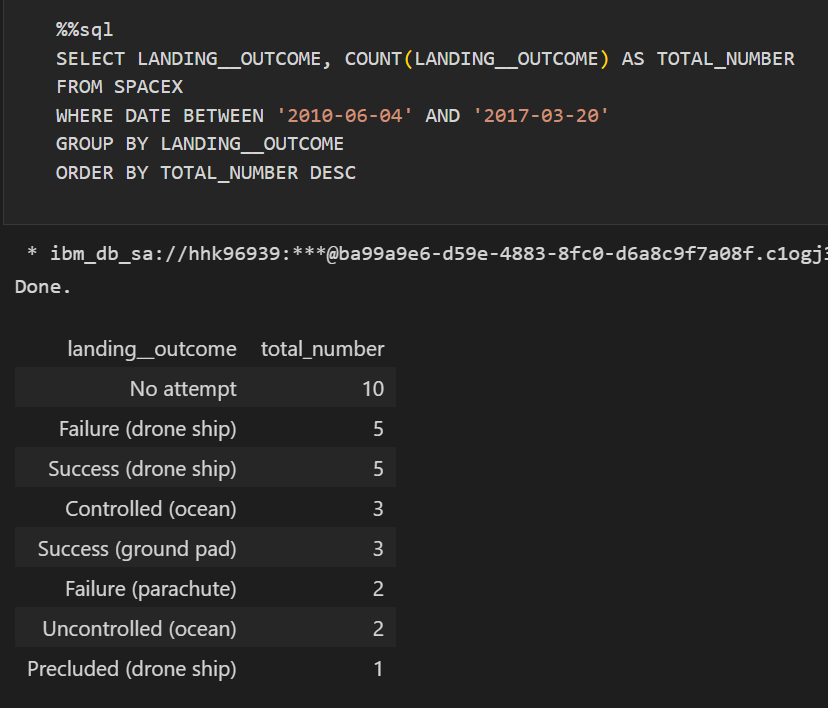 %%sql
SELECT LANDING__OUTCOME, COUNT(LANDING__OUTCOME) AS TOTAL_NUMBER
FROM SPACEX
WHERE DATE BETWEEN '2010-06-04' AND '2017-03-20'
GROUP BY LANDING__OUTCOME
ORDER BY TOTAL_NUMBER DESC
* ibm_db_sa://hhk96939:***@ba99a9e6-d59e-4883-8fc0-d6a8c9f7a08f.c1ogj3
Done.
landing__outcome total_number
No attempt 10
Failure (drone ship) 5
Success (drone ship) 5
Controlled (ocean) 3
Success (ground pad) 3
Failure (parachute) 2
Uncontrolled (ocean) 2
Precluded (drone ship) 1